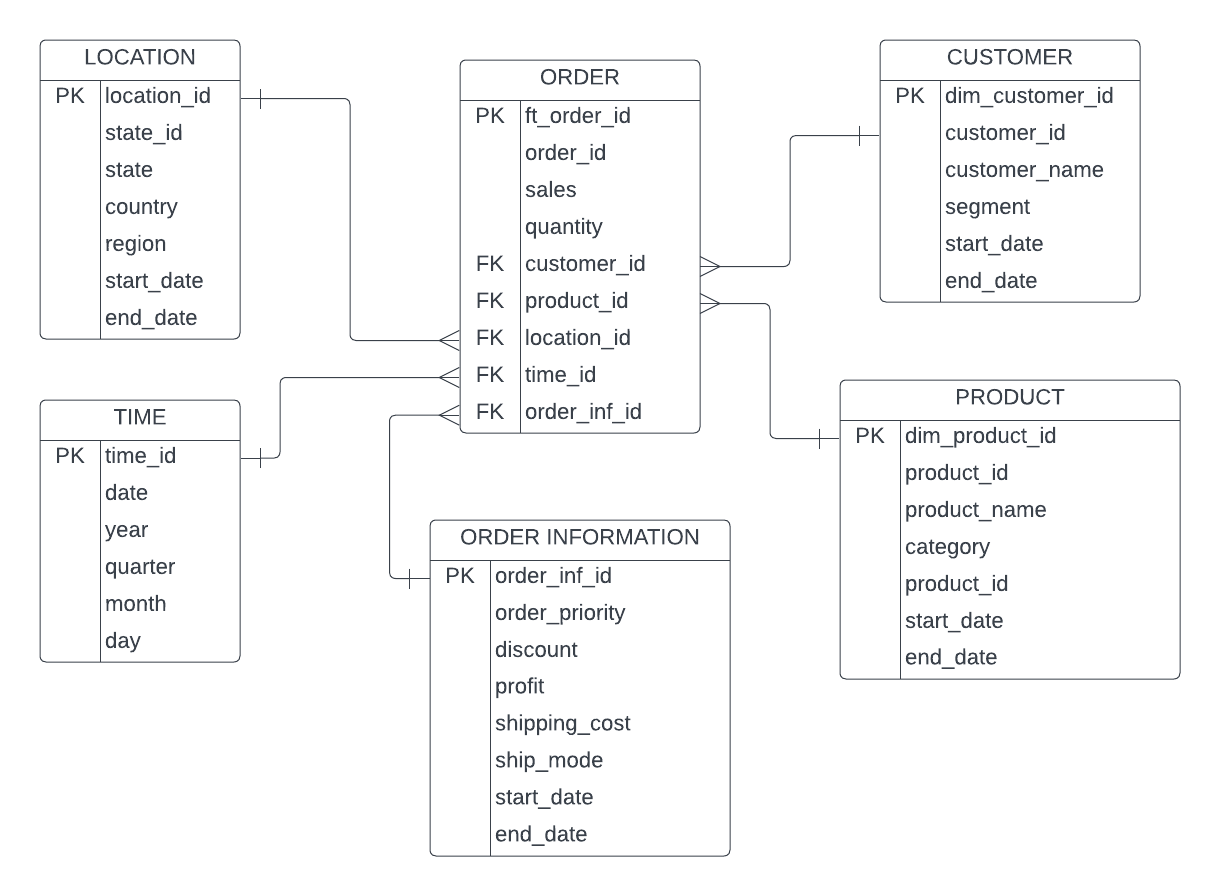 LOCATION
PK location_id
state_id
state
country
region
start_date
end_date
ORDER
PK ft_order_id
order_id
sales
quantity
FK customer_id
FK product_id
FK location_id
FK time_id
FK order_inf_id
CUSTOMER
PK dim_customer_id
customer_id
customer_name
segment
start_date
end_date
TIME
PK time_id
date
year
quarter
month
day
ORDER INFORMATION
PK order_inf_id
order_priority
discount
profit
shipping_cost
ship_mode
start_date
end_date
PRODUCT
PK dim_product_id
product_id
product_name
category
product_id
start_date
end_date